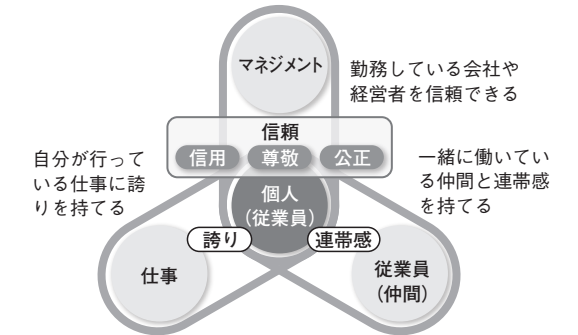 マネジメント
勤務している会社や
経営者を信頼できる
信頼
信用
尊敬
公正
自分が行って
いる仕事に誇
りを持てる
一緒に働いてい
る仲間と連帯感
を持てる
個人
(従業員)
誇り
連帯感
仕事
従業員
(仲間)